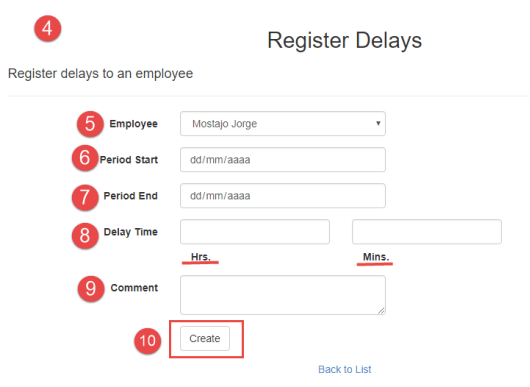 4
Register Delays
Register delays to an employee
5 Employee Mostajo Jorge
6 Period Start dd/mm/aaaa
7 Period End dd/mm/aaaa
8 Delay Time
Hrs. Mins.
9 Comment
10 Create
Back to List